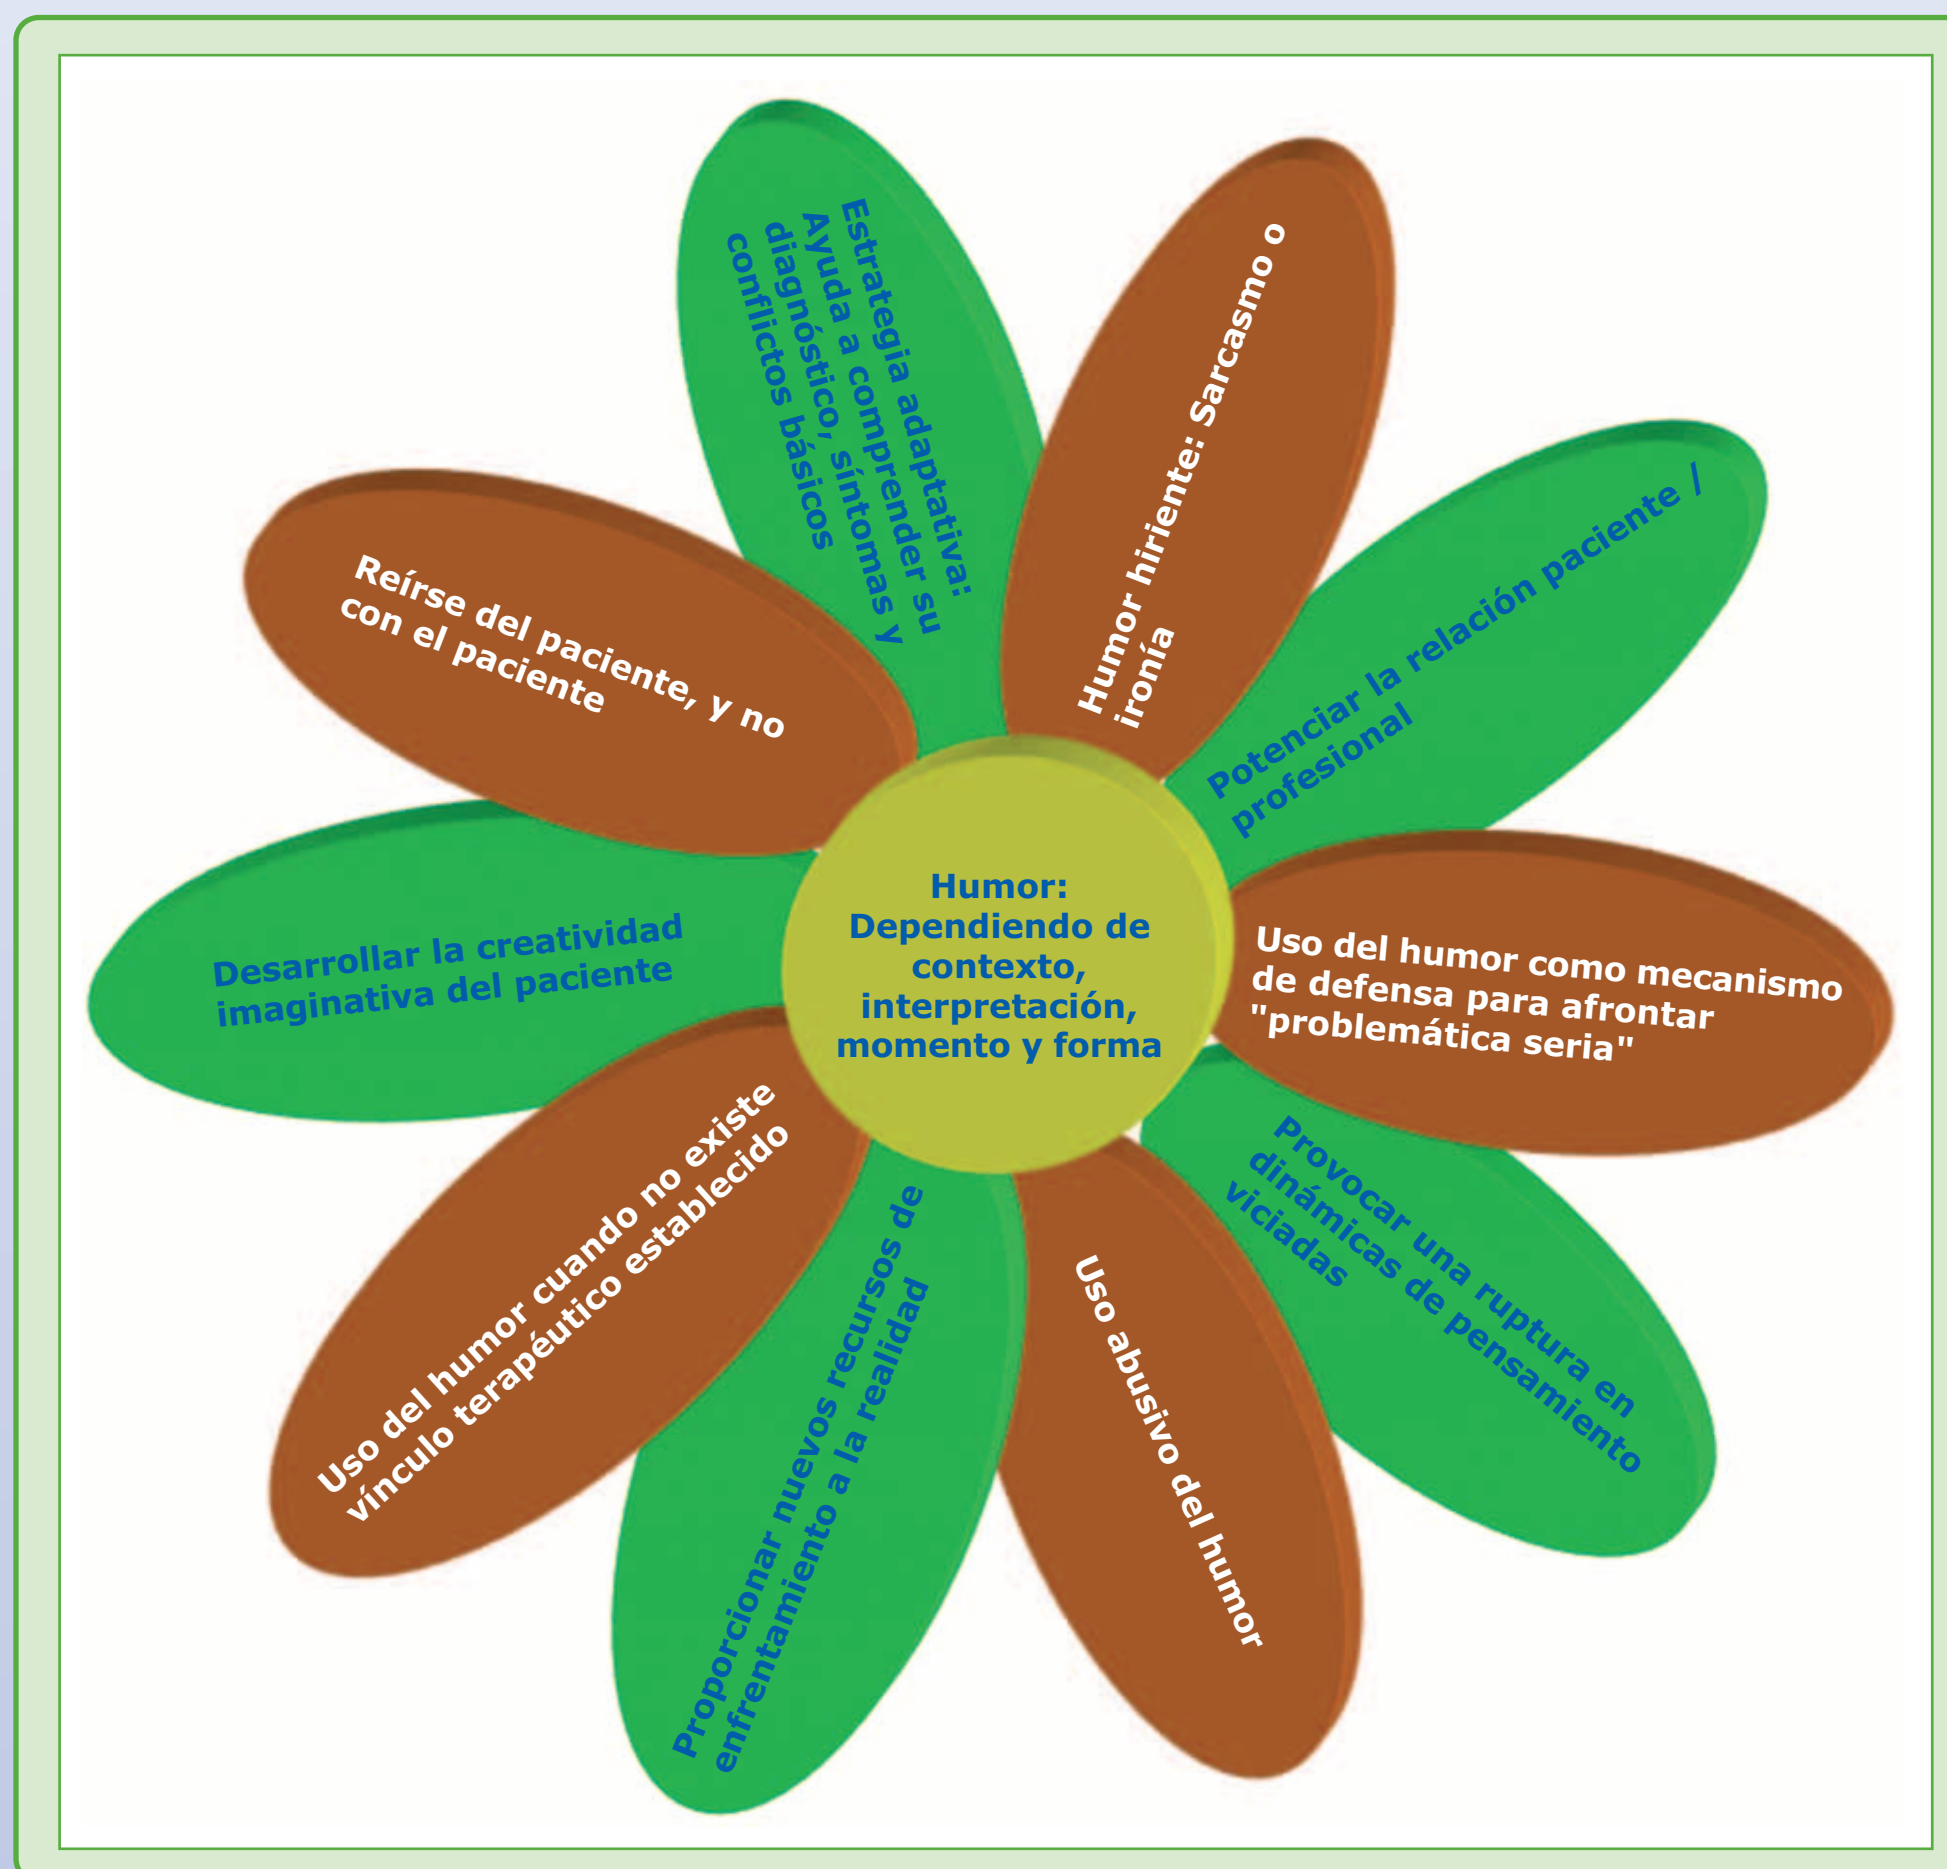 Estrategia adaptativa:
Ayuda a comprender su
diagnóstico, síntomas y
conflictos básicos
Humor hiriente: Sarcasmo o
ironía
Potenciar la relación paciente /
profesional
Uso del humor como mecanismo
de defensa para afrontar
"problemática seria"
Provocar una ruptura en
dinámicas de pensamiento
viciadas
Uso abusivo del humor
Proporcionar nuevos recursos de
enfrentamiento a la realidad
Uso del humor cuando no existe
vínculo terapéutico establecido
Desarrollar la creatividad
imaginativa del paciente
Reírse del paciente, y no
con el paciente
Humor:
Dependiendo de
contexto,
interpretación,
momento y forma